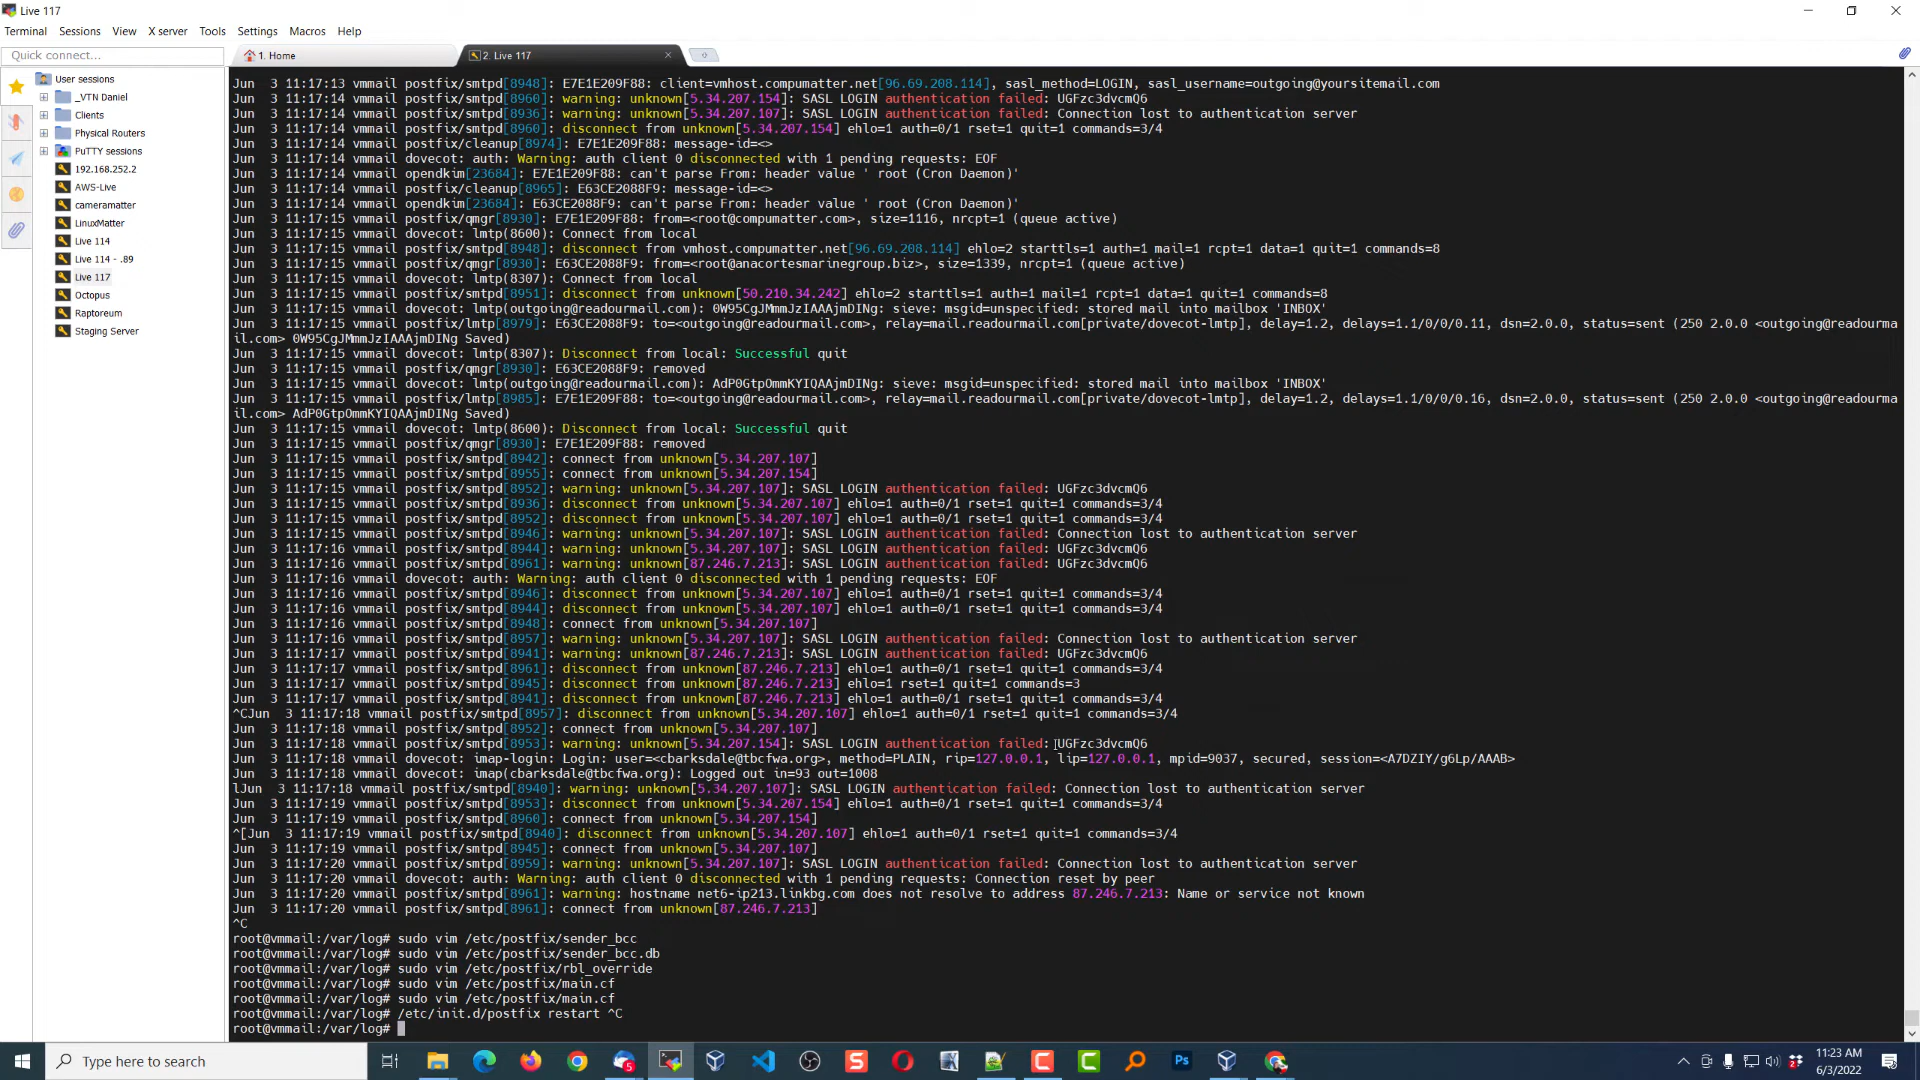 Live 117
Terminal Sessions View X server Tools Settings Macros Help
Quick connect...
1. Home
2. Live 117
User sessions
_VTN Daniel
Clients
Physical Routers
PuTTY sessions
192.168.252.2
AWS-Live
cameramatter
LinuxMatter
Live 114
Live 114 - .89
Live 117
Octopus
Raptoreum
Staging Server
Jun  3 11:17:13 vmmail postfix/smtpd[8948]: E7E1E209F88: client=vmhost.compumatter.net[96.69.208.114], sasl_method=LOGIN, sasl_username=outgoing@yoursitemail.com
Jun  3 11:17:14 vmmail postfix/smtpd[8960]: warning: unknown[5.34.207.154]: SASL LOGIN authentication failed: UGFzc3dvcmQ6
Jun  3 11:17:14 vmmail postfix/smtpd[8936]: warning: unknown[5.34.207.107]: SASL LOGIN authentication failed: Connection lost to authentication server
Jun  3 11:17:14 vmmail postfix/smtpd[8960]: disconnect from unknown[5.34.207.154] ehlo=1 auth=0/1 rset=1 quit=1 commands=3/4
Jun  3 11:17:14 vmmail postfix/cleanup[8974]: E7E1E209F88: message-id=<>
Jun  3 11:17:14 vmmail dovecot: auth: Warning: auth client 0 disconnected with 1 pending requests: EOF
Jun  3 11:17:14 vmmail opendkim[23684]: E7E1E209F88: can't parse From: header value ' root (Cron Daemon)'
Jun  3 11:17:14 vmmail postfix/cleanup[8965]: E63CE2088F9: message-id=<>
Jun  3 11:17:14 vmmail opendkim[23684]: E63CE2088F9: can't parse From: header value ' root (Cron Daemon)'
Jun  3 11:17:15 vmmail postfix/qmgr[8930]: E7E1E209F88: from=<root@compumatter.com>, size=1116, nrcpt=1 (queue active)
Jun  3 11:17:15 vmmail dovecot: lmtp(8600): Connect from local
Jun  3 11:17:15 vmmail postfix/smtpd[8948]: disconnect from vmhost.compumatter.net[96.69.208.114] ehlo=2 starttls=1 auth=1 mail=1 rcpt=1 data=1 quit=1 commands=8
Jun  3 11:17:15 vmmail postfix/qmgr[8930]: E63CE2088F9: from=<root@anacortesmarinegroup.biz>, size=1339, nrcpt=1 (queue active)
Jun  3 11:17:15 vmmail dovecot: lmtp(8307): Connect from local
Jun  3 11:17:15 vmmail postfix/smtpd[8951]: disconnect from unknown[50.210.34.242] ehlo=2 starttls=1 auth=1 mail=1 rcpt=1 data=1 quit=1 commands=8
Jun  3 11:17:15 vmmail dovecot: lmtp(outgoing@readourmail.com): 0W95CgJMmmJzIAAAjmDINg: sieve: msgid=unspecified: stored mail into mailbox 'INBOX'
Jun  3 11:17:15 vmmail postfix/lmtp[8979]: E63CE2088F9: to=<outgoing@readourmail.com>, relay=mail.readourmail.com[private/dovecot-lmtp], delay=1.2, delays=1.1/0/0/0.11, dsn=2.0.0, status=sent (250 2.0.0 <outgoing@readourma
il.com> 0W95CgJMmmJzIAAAjmDINg Saved)
Jun  3 11:17:15 vmmail dovecot: lmtp(8307): Disconnect from local: Successful quit
Jun  3 11:17:15 vmmail postfix/qmgr[8930]: E63CE2088F9: removed
Jun  3 11:17:15 vmmail dovecot: lmtp(outgoing@readourmail.com): AdP0GtpOmmKYIQAAjmDINg: sieve: msgid=unspecified: stored mail into mailbox 'INBOX'
Jun  3 11:17:15 vmmail postfix/lmtp[8985]: E7E1E209F88: to=<outgoing@readourmail.com>, relay=mail.readourmail.com[private/dovecot-lmtp], delay=1.2, delays=1.1/0/0/0.16, dsn=2.0.0, status=sent (250 2.0.0 <outgoing@readourma
il.com> AdP0GtpOmmKYIQAAjmDINg Saved)
Jun  3 11:17:15 vmmail dovecot: lmtp(8600): Disconnect from local: Successful quit
Jun  3 11:17:15 vmmail postfix/qmgr[8930]: E7E1E209F88: removed
Jun  3 11:17:15 vmmail postfix/smtpd[8942]: connect from unknown[5.34.207.107]
Jun  3 11:17:15 vmmail postfix/smtpd[8955]: connect from unknown[5.34.207.154]
Jun  3 11:17:15 vmmail postfix/smtpd[8952]: warning: unknown[5.34.207.107]: SASL LOGIN authentication failed: UGFzc3dvcmQ6
Jun  3 11:17:15 vmmail postfix/smtpd[8936]: disconnect from unknown[5.34.207.107] ehlo=1 auth=0/1 rset=1 quit=1 commands=3/4
Jun  3 11:17:15 vmmail postfix/smtpd[8952]: disconnect from unknown[5.34.207.107] ehlo=1 auth=0/1 rset=1 quit=1 commands=3/4
Jun  3 11:17:15 vmmail postfix/smtpd[8946]: warning: unknown[5.34.207.107]: SASL LOGIN authentication failed: Connection lost to authentication server
Jun  3 11:17:16 vmmail postfix/smtpd[8944]: warning: unknown[5.34.207.107]: SASL LOGIN authentication failed: UGFzc3dvcmQ6
Jun  3 11:17:16 vmmail postfix/smtpd[8961]: warning: unknown[87.246.7.213]: SASL LOGIN authentication failed: UGFzc3dvcmQ6
Jun  3 11:17:16 vmmail dovecot: auth: Warning: auth client 0 disconnected with 1 pending requests: EOF
Jun  3 11:17:16 vmmail postfix/smtpd[8946]: disconnect from unknown[5.34.207.107] ehlo=1 auth=0/1 rset=1 quit=1 commands=3/4
Jun  3 11:17:16 vmmail postfix/smtpd[8944]: disconnect from unknown[5.34.207.107] ehlo=1 auth=0/1 rset=1 quit=1 commands=3/4
Jun  3 11:17:16 vmmail postfix/smtpd[8948]: connect from unknown[5.34.207.107]
Jun  3 11:17:16 vmmail postfix/smtpd[8957]: warning: unknown[5.34.207.107]: SASL LOGIN authentication failed: Connection lost to authentication server
Jun  3 11:17:17 vmmail postfix/smtpd[8941]: warning: unknown[87.246.7.213]: SASL LOGIN authentication failed: UGFzc3dvcmQ6
Jun  3 11:17:17 vmmail postfix/smtpd[8961]: disconnect from unknown[87.246.7.213] ehlo=1 auth=0/1 rset=1 quit=1 commands=3/4
Jun  3 11:17:17 vmmail postfix/smtpd[8945]: disconnect from unknown[87.246.7.213] ehlo=1 rset=1 quit=1 commands=3
Jun  3 11:17:17 vmmail postfix/smtpd[8941]: disconnect from unknown[87.246.7.213] ehlo=1 auth=0/1 rset=1 quit=1 commands=3/4
^CJun  3 11:17:18 vmmail postfix/smtpd[8957]: disconnect from unknown[5.34.207.107] ehlo=1 auth=0/1 rset=1 quit=1 commands=3/4
Jun  3 11:17:18 vmmail postfix/smtpd[8952]: connect from unknown[5.34.207.107]
Jun  3 11:17:18 vmmail postfix/smtpd[8953]: warning: unknown[5.34.207.154]: SASL LOGIN authentication failed: UGFzc3dvcmQ6
Jun  3 11:17:18 vmmail dovecot: imap-login: Login: user=<cbarksdale@tbcfwa.org>, method=PLAIN, rip=127.0.0.1, lip=127.0.0.1, mpid=9037, secured, session=<A7DZIY/g6Lp/AAAB>
Jun  3 11:17:18 vmmail dovecot: imap(cbarksdale@tbcfwa.org): Logged out in=93 out=1008
lJun  3 11:17:18 vmmail postfix/smtpd[8940]: warning: unknown[5.34.207.107]: SASL LOGIN authentication failed: Connection lost to authentication server
Jun  3 11:17:19 vmmail postfix/smtpd[8953]: disconnect from unknown[5.34.207.154] ehlo=1 auth=0/1 rset=1 quit=1 commands=3/4
Jun  3 11:17:19 vmmail postfix/smtpd[8960]: connect from unknown[5.34.207.154]
^[Jun  3 11:17:19 vmmail postfix/smtpd[8940]: disconnect from unknown[5.34.207.107] ehlo=1 auth=0/1 rset=1 quit=1 commands=3/4
Jun  3 11:17:19 vmmail postfix/smtpd[8945]: connect from unknown[5.34.207.107]
Jun  3 11:17:20 vmmail postfix/smtpd[8959]: warning: unknown[5.34.207.107]: SASL LOGIN authentication failed: Connection lost to authentication server
Jun  3 11:17:20 vmmail dovecot: auth: Warning: auth client 0 disconnected with 1 pending requests: Connection reset by peer
Jun  3 11:17:20 vmmail postfix/smtpd[8961]: warning: hostname net6-ip213.linkbg.com does not resolve to address 87.246.7.213: Name or service not known
Jun  3 11:17:20 vmmail postfix/smtpd[8961]: connect from unknown[87.246.7.213]
^C
root@vmmail:/var/log# sudo vim /etc/postfix/sender_bcc
root@vmmail:/var/log# sudo vim /etc/postfix/sender_bcc.db
root@vmmail:/var/log# sudo vim /etc/postfix/rbl_override
root@vmmail:/var/log# sudo vim /etc/postfix/main.cf
root@vmmail:/var/log# sudo vim /etc/postfix/main.cf
root@vmmail:/var/log# /etc/init.d/postfix restart ^C
root@vmmail:/var/log#
Type here to search
5
Ps
11:23 AM
6/3/2022